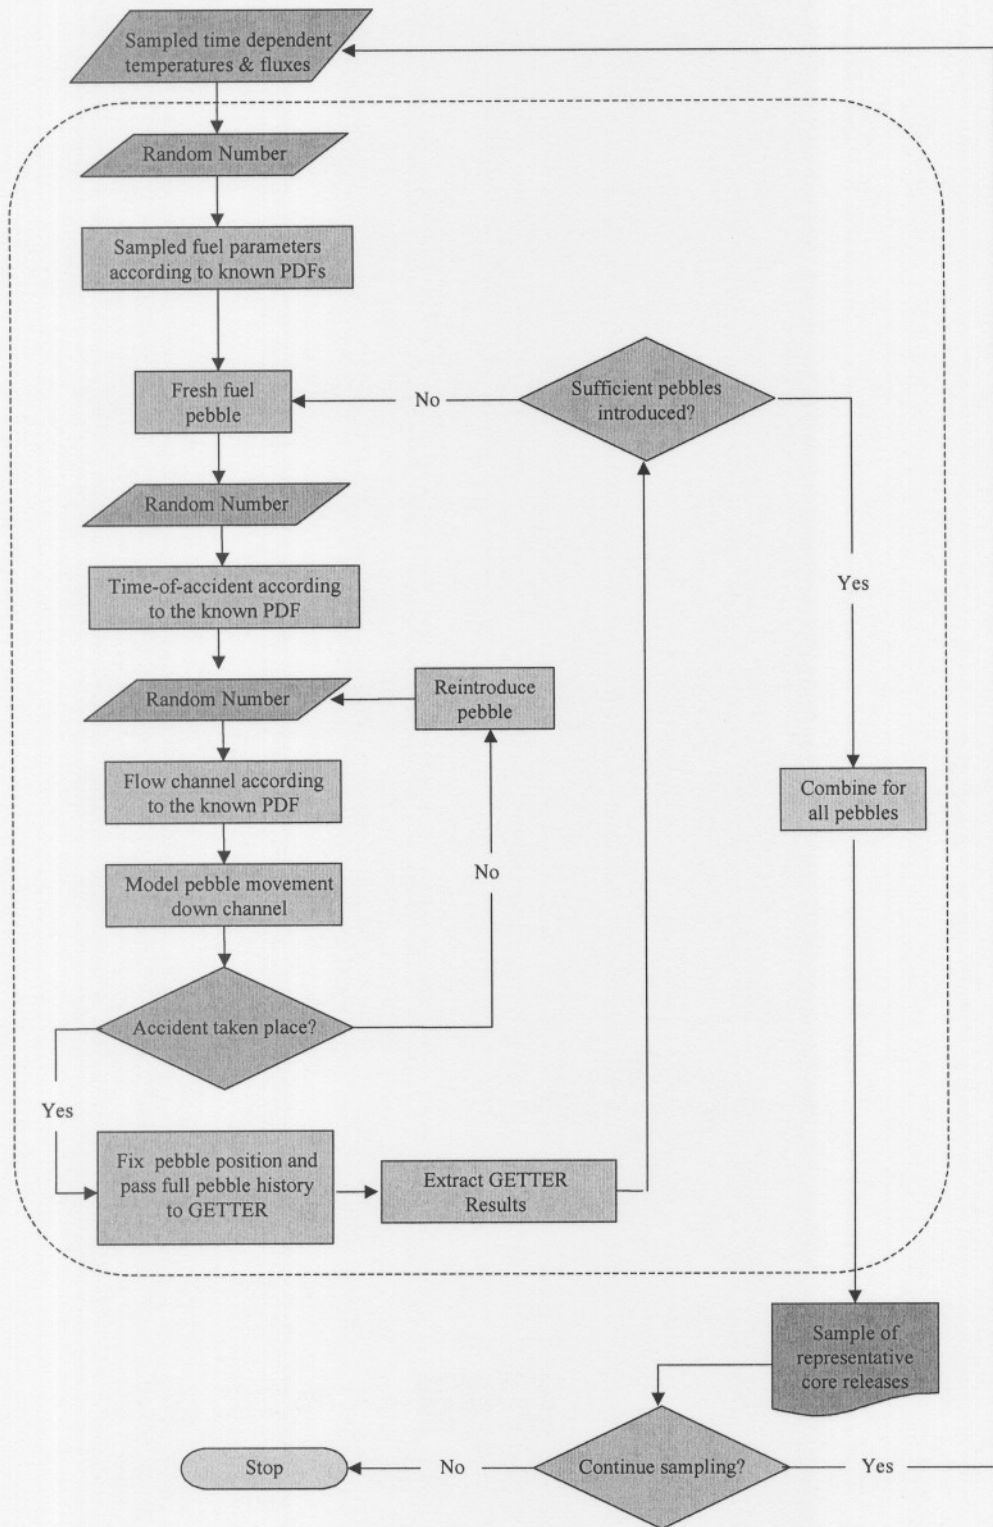 Sampled time dependent
temperatures & fluxes
Random Number
Sampled fuel parameters
according to known PDFs
Fresh fuel
pebble
No
Sufficient pebbles
introduced?
Random Number
Time-of-accident according
to the known PDF
Yes
Random Number
Reintroduce
pebble
Flow channel according
to the known PDF
Combine for
all pebbles
Model pebble movement
down channel
No
Accident taken place?
Yes
Fix pebble position and
pass full pebble history
to GETTER
Extract GETTER
Results
Sample of
representative
core releases
Stop
No
Continue sampling?
Yes